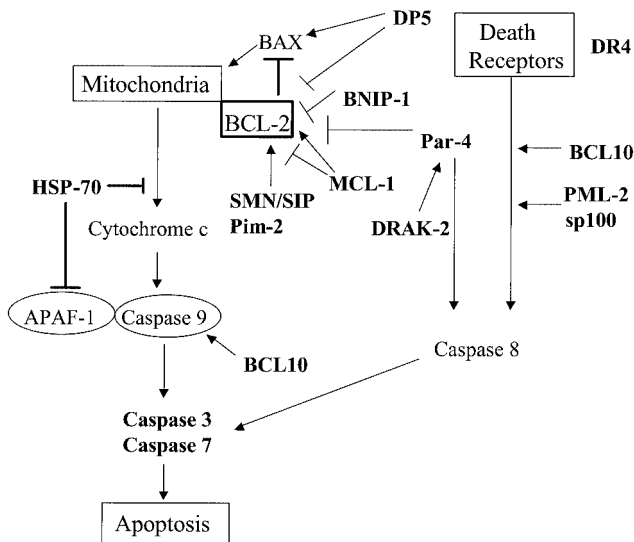 DP5
BAX
Death
Receptors
DR4
Mitochondria
BNIP-1
BCL-2
Par-4
BCL10
HSP-70
SMN/SIP
Pim-2
MCL-1
PML-2
sp100
DRAK-2
Cytochrome c
APAF-1
Caspase 9
Caspase 8
BCL10
Caspase 3
Caspase 7
Apoptosis